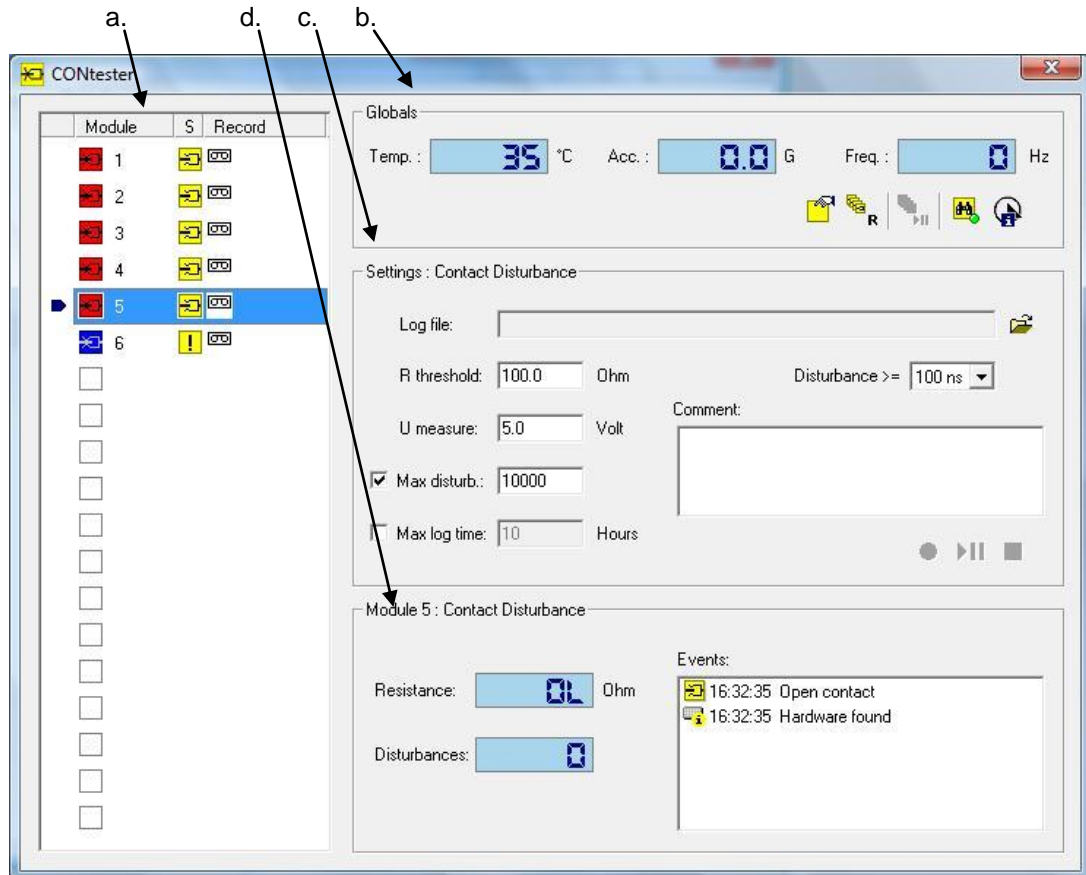 a. d. c. b.
CONtester
Module S Record
1
2
3
4
5
6
Globals
Temp. : 35 °C Acc. : 0.0 G Freq. : 0 Hz
R
Settings : Contact Disturbance
Log file:
R threshold: 100.0 Ohm Disturbance >= 100 ns
U measure: 5.0 Volt Comment:
Max disturb.: 10000
Max log time: 10 Hours
Module 5 : Contact Disturbance
Resistance: OL Ohm
Disturbances: 0
Events:
16:32:35 Open contact
16:32:35 Hardware found